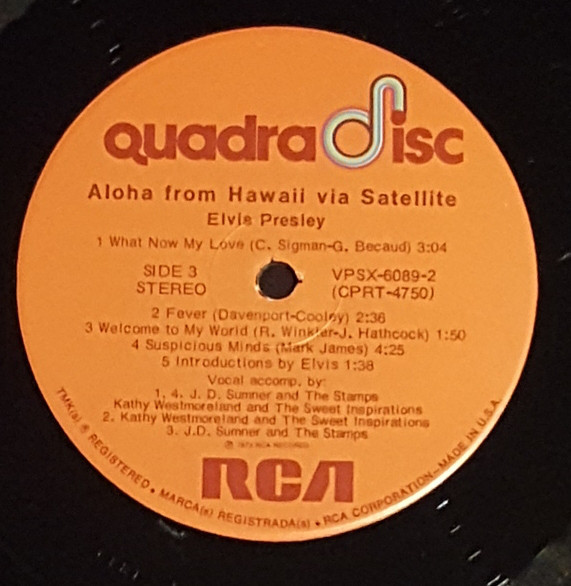 quadradisc
Aloha from Hawaii via Satellite
Elvis Presley
1 What Now My Love (C. Sigman-G. Becaud) 3:04
SIDE 3
STEREO
VPSX-6089-2
(CPRT-4750)
2 Fever (Davenport-Cooley) 2:36
3 Welcome to My World (R. Winkler-J. Hathcock) 1:50
4 Suspicious Minds (Mark James) 4:25
5 Introductions by Elvis 1:38
Vocal accomp. by:
1, 4. J. D. Sumner and The Stamps
Kathy Westmoreland and The Sweet Inspirations
2. Kathy Westmoreland and The Sweet Inspirations
3. J.D. Sumner and The Stamps
℗ 1973 RCA RECORDS
RCA
TMK(s) ® REGISTERED • MARCA(s) REGISTRADA(s) • RCA CORPORATION-MADE IN U.S.A.